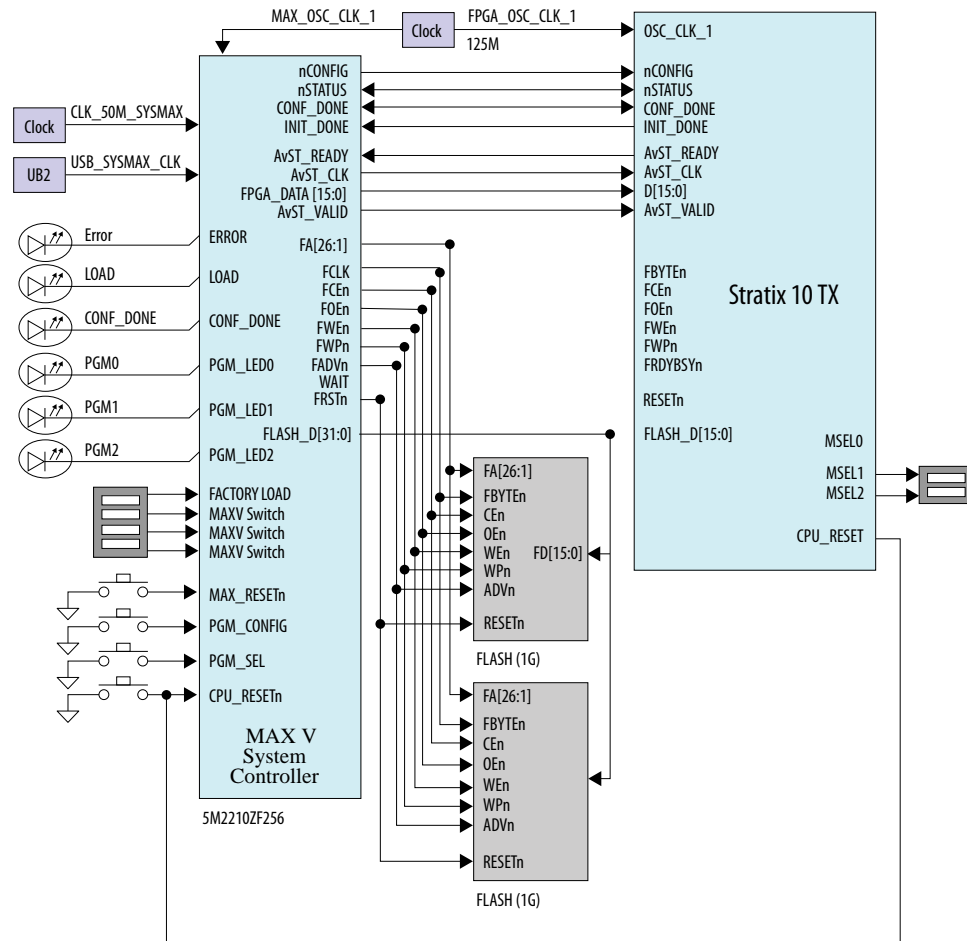 MAX_OSC_CLK_1
Clock
FPGA_OSC_CLK_1
125M
OSC_CLK_1
nCONFIG
nSTATUS
CONF_DONE
INIT_DONE
AvST_READY
AvST_CLK
FPGA_DATA [15:0]
AvST_VALID
nCONFIG
nSTATUS
CONF_DONE
INIT_DONE
AvST_READY
AvST_CLK
D[15:0]
AvST_VALID
Clock
CLK_50M_SYSMAX
UB2
USB_SYSMAX_CLK
Error
ERROR
LOAD
LOAD
CONF_DONE
CONF_DONE
PGM0
PGM_LED0
PGM1
PGM_LED1
PGM2
PGM_LED2
FA[26:1]
FCLK
FCEn
FOEn
FWEn
FWPn
FADVn
WAIT
FRSTn
FLASH_D[31:0]
FBYTEn
FCEn
FOEn
FWEn
FWPn
FRDYBSYn
RESETn
FLASH_D[15:0]
Stratix 10 TX
MSEL0
MSEL1
MSEL2
CPU_RESET
FACTORY LOAD
MAXV Switch
MAXV Switch
MAXV Switch
MAX_RESETn
PGM_CONFIG
PGM_SEL
CPU_RESETn
MAX V
System
Controller
5M2210ZF256
FA[26:1]
FBYTEn
CEn
OEn
WEn
FD[15:0]
WPn
ADVn
RESETn
FLASH (1G)
FA[26:1]
FBYTEn
CEn
OEn
WEn
WPn
ADVn
RESETn
FLASH (1G)